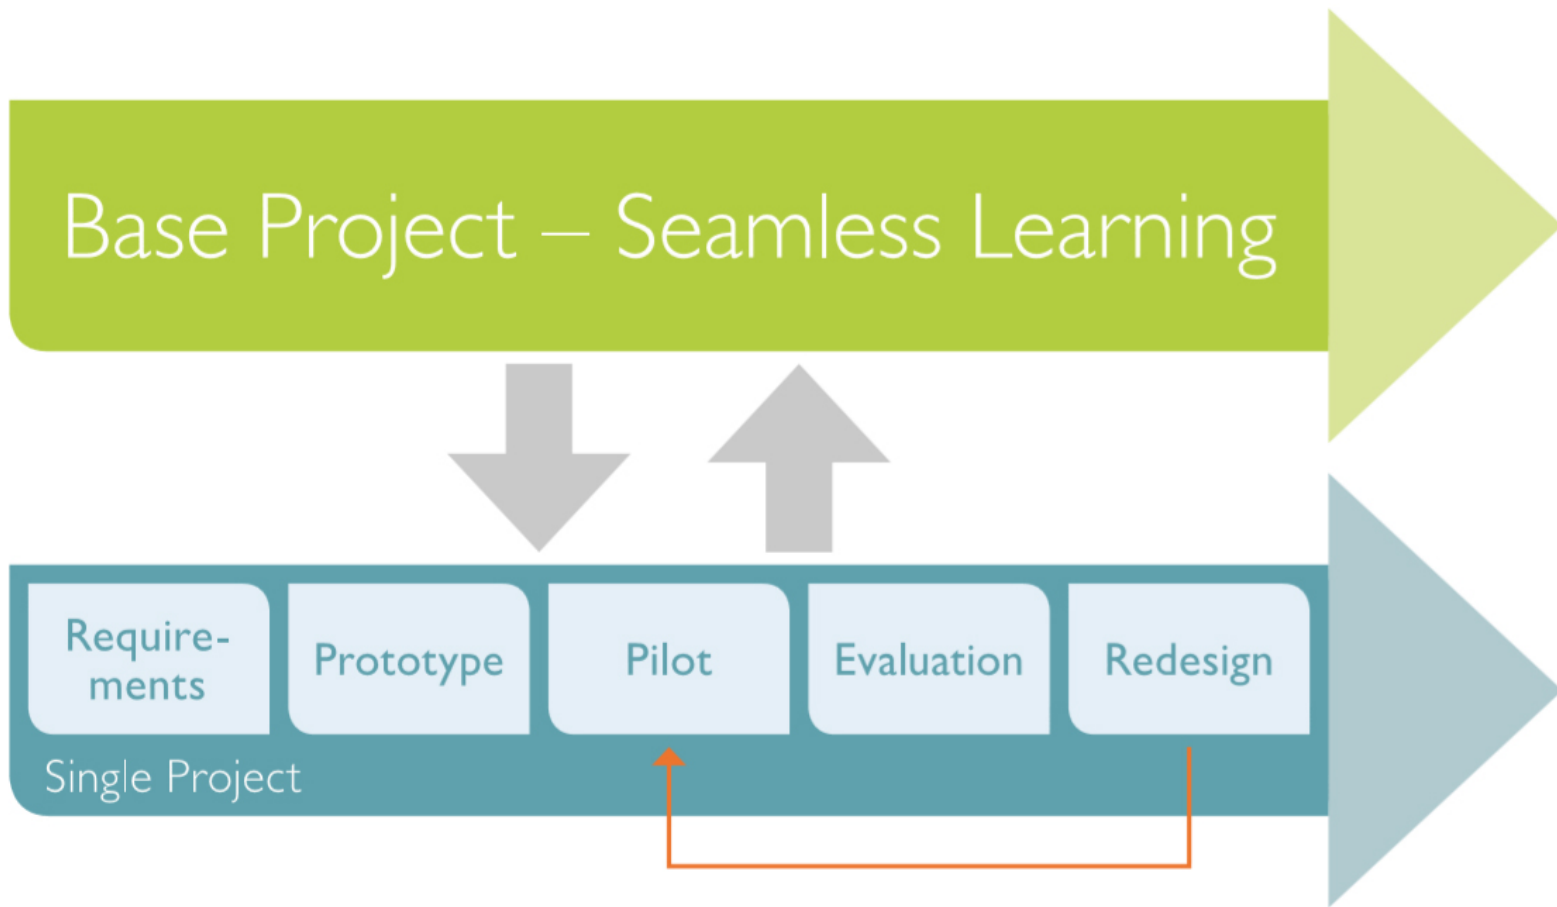 Base Project – Seamless Learning
Require-
ments
Prototype
Pilot
Evaluation
Redesign
Single Project